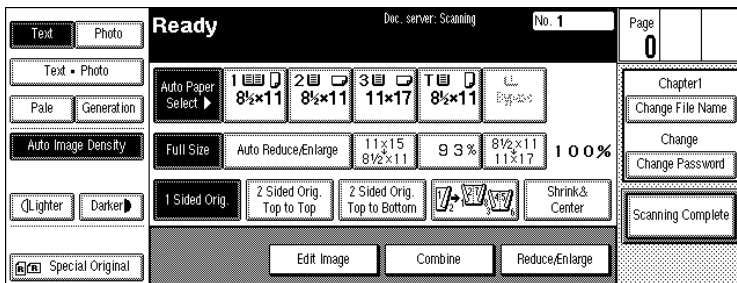 Text
Photo
Text • Photo
Pale
Generation
Auto Image Density
Lighter
Darker
Special Original
Ready
Doc. server: Scanning
No. 1
Auto Paper
Select ▶
1
8½×11
2
8½×11
3
11×17
T
8½×11
Bypass
Full Size
Auto Reduce/Enlarge
11×15
8½×11
93%
8½×11
11×17
100%
1 Sided Orig.
2 Sided Orig.
Top to Top
2 Sided Orig.
Top to Bottom
Shrink&
Center
Edit Image
Combine
Reduce/Enlarge
Page
0
Chapter1
Change File Name
Change
Change Password
Scanning Complete